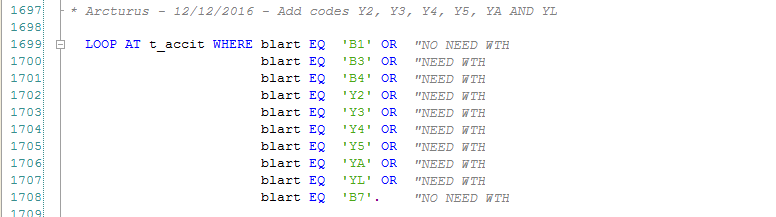 1697 * Arcturus - 12/12/2016 - Add codes Y2, Y3, Y4, Y5, YA AND YL
1698
1699 LOOP AT t_accit WHERE blart EQ 'B1' OR "NO NEED WTH
1700 blart EQ 'B3' OR "NEED WTH
1701 blart EQ 'B4' OR "NEED WTH
1702 blart EQ 'Y2' OR "NEED WTH
1703 blart EQ 'Y3' OR "NEED WTH
1704 blart EQ 'Y4' OR "NEED WTH
1705 blart EQ 'Y5' OR "NEED WTH
1706 blart EQ 'YA' OR "NEED WTH
1707 blart EQ 'YL' OR "NEED WTH
1708 blart EQ 'B7'. "NO NEED WTH
1709